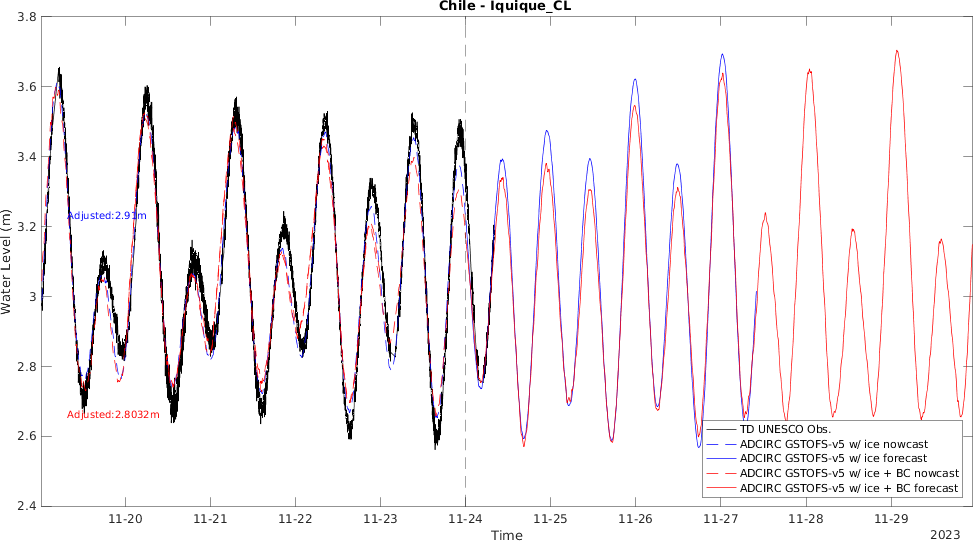 Chile - Iquique_CL
3.8
3.6
3.4
3.2
3
2.8
2.6
2.4
Water Level (m)
Adjusted:2.91m
Adjusted:2.8032m
TD UNESCO Obs.
ADCIRC GSTOFS-v5 w/ ice nowcast
ADCIRC GSTOFS-v5 w/ ice forecast
ADCIRC GSTOFS-v5 w/ ice + BC nowcast
ADCIRC GSTOFS-v5 w/ ice + BC forecast
11-20 11-21 11-22 11-23 11-24 11-25 11-26 11-27 11-28 11-29
Time
2023